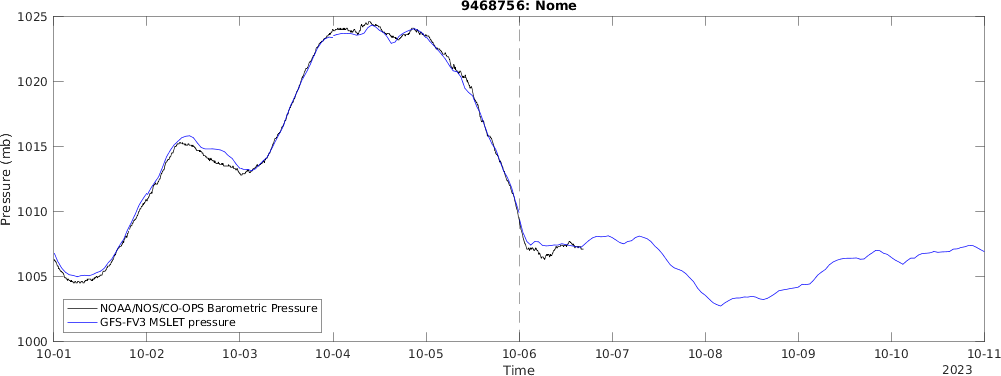 9468756: Nome
1025
1020
1015
1010
1005
1000
Pressure (mb)
NOAA/NOS/CO-OPS Barometric Pressure
GFS-FV3 MSLET pressure
10-01 10-02 10-03 10-04 10-05 10-06 10-07 10-08 10-09 10-10 10-11
Time
2023